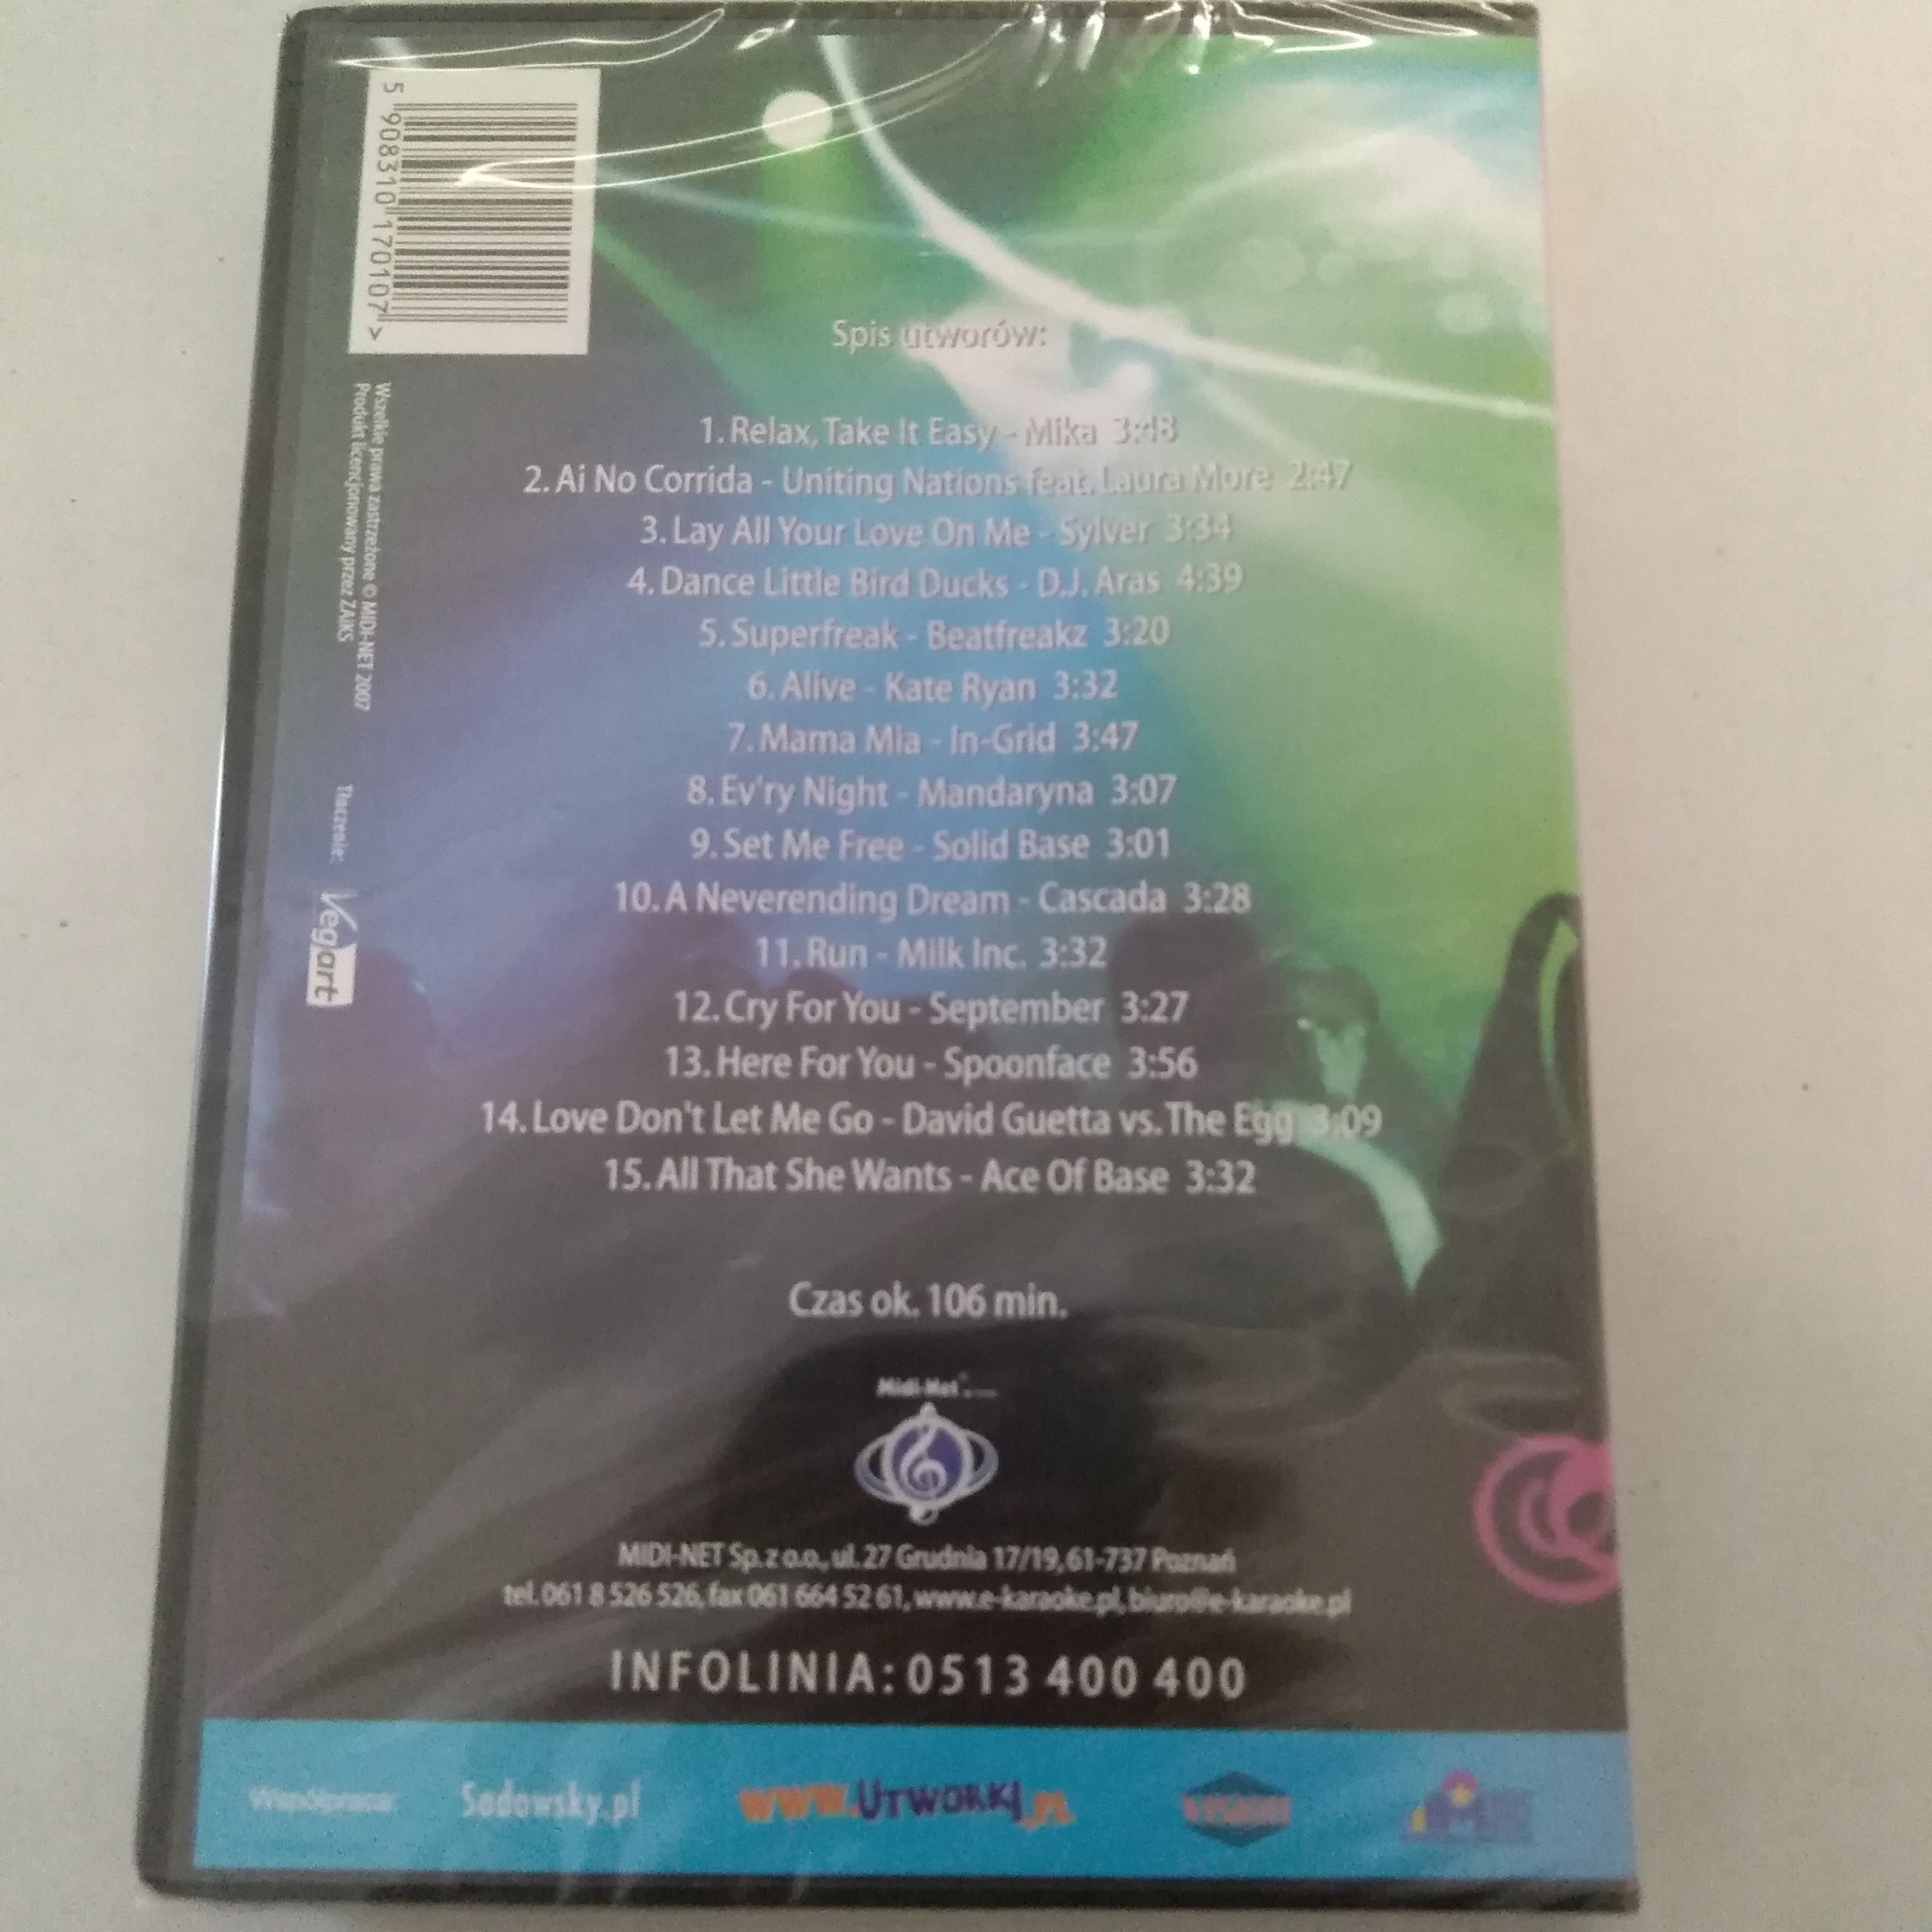 5 908310 170107 >
Wszelkie prawa zastrzeżone © MIDI-NET 2007
Produkt licencjonowany przez ZAIKS
Tłoczenie:
Vegart
Spis utworów:
1. Relax, Take It Easy - Mika 3:48
2. Ai No Corrida - Uniting Nations feat. Laura More 2:47
3. Lay All Your Love On Me - Sylver 3:34
4. Dance Little Bird Ducks - D.J. Aras 4:39
5. Superfreak - Beatfreakz 3:20
6. Alive - Kate Ryan 3:32
7. Mama Mia - In-Grid 3:47
8. Ev'ry Night - Mandaryna 3:07
9. Set Me Free - Solid Base 3:01
10. A Neverending Dream - Cascada 3:28
11. Run - Milk Inc. 3:32
12. Cry For You - September 3:27
13. Here For You - Spoonface 3:56
14. Love Don't Let Me Go - David Guetta vs. The Egg 3:09
15. All That She Wants - Ace Of Base 3:32
Czas ok. 106 min.
Midi-Net
MIDI-NET Sp. z o.o., ul. 27 Grudnia 17/19, 61-737 Poznań
tel. 061 8 526 526, fax 061 664 52 61, www.e-karaoke.pl, biuro@e-karaoke.pl
INFOLINIA: 0513 400 400
Współpraca: Sadowsky.pl WWW.UTWORKI.PL